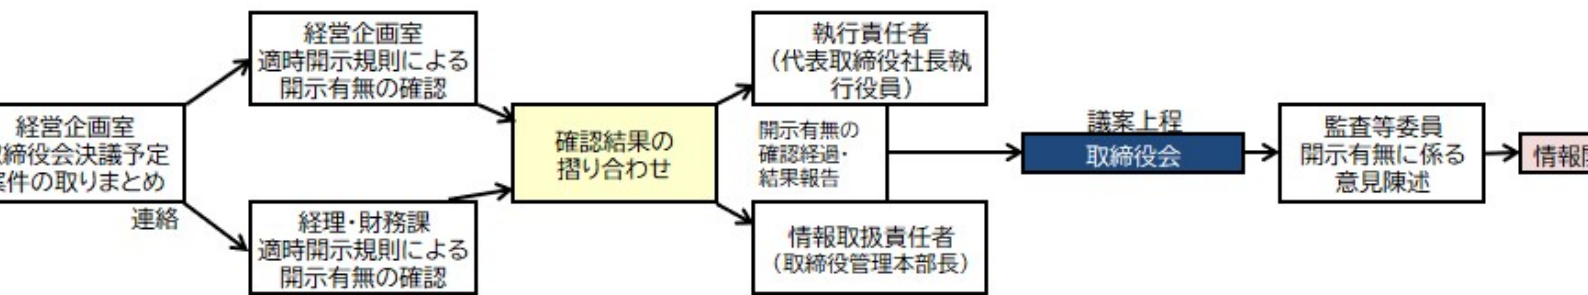 経営企画室
締役会決議予定
件の取りまとめ
連絡
経営企画室
適時開示規則による
開示有無の確認
経理・財務課
適時開示規則による
開示有無の確認
確認結果の
摺り合わせ
執行責任者
（代表取締役社長執
行役員）
開示有無の
確認経過・
結果報告
情報取扱責任者
（取締役管理本部長）
議案上程
取締役会
監査等委員
開示有無に係る
意見陳述
情報